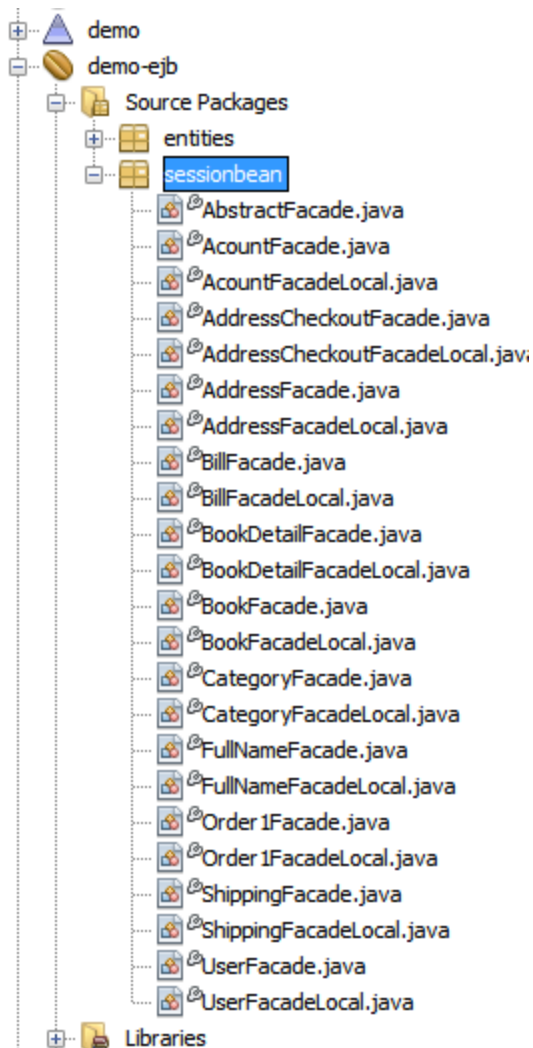 demo
demo-ejb
Source Packages
entities
sessionbean
AbstractFacade.java
AcountFacade.java
AcountFacadeLocal.java
AddressCheckoutFacade.java
AddressCheckoutFacadeLocal.java
AddressFacade.java
AddressFacadeLocal.java
BillFacade.java
BillFacadeLocal.java
BookDetailFacade.java
BookDetailFacadeLocal.java
BookFacade.java
BookFacadeLocal.java
CategoryFacade.java
CategoryFacadeLocal.java
FullNameFacade.java
FullNameFacadeLocal.java
Order1Facade.java
Order1FacadeLocal.java
ShippingFacade.java
ShippingFacadeLocal.java
UserFacade.java
UserFacadeLocal.java
Libraries